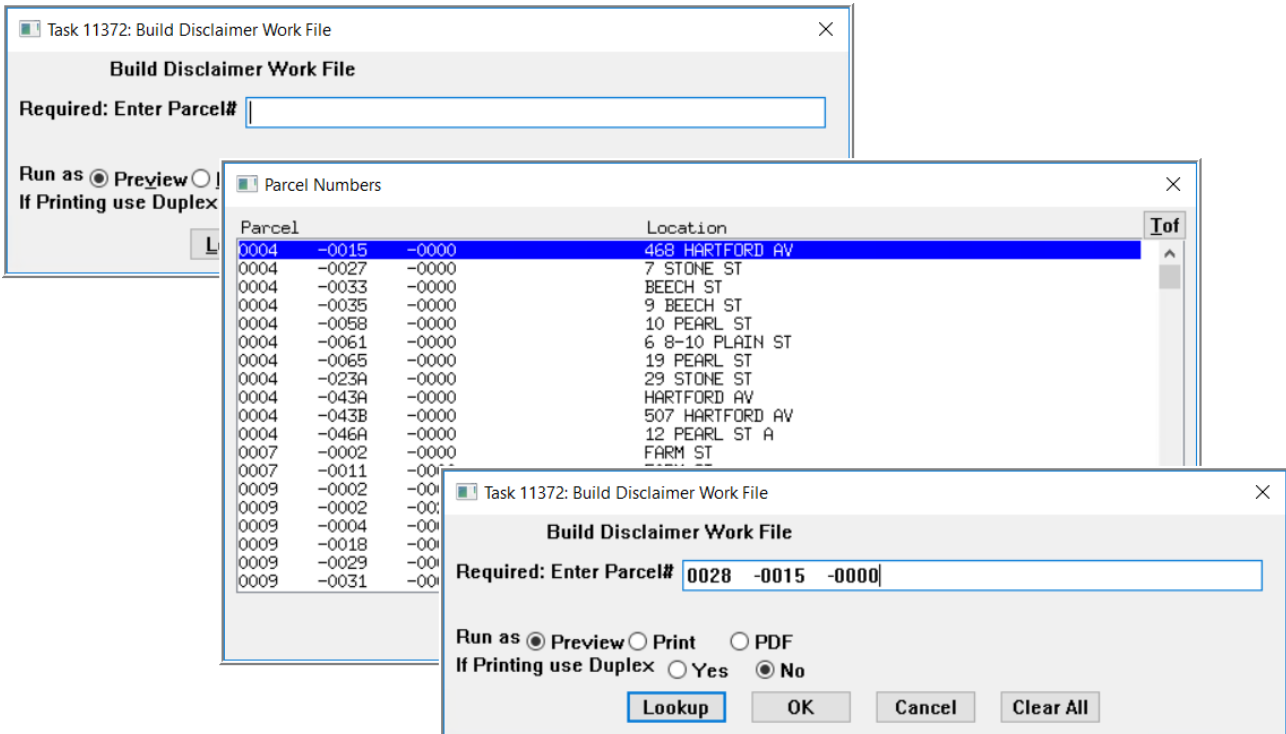 Task 11372: Build Disclaimer Work File
Build Disclaimer Work File
Required: Enter Parcel#
Run as Preview
If Printing use Duplex
Parcel Numbers
Parcel Location Tof
0004 -0015 -0000 468 HARTFORD AV
0004 -0027 -0000 7 STONE ST
0004 -0033 -0000 BEECH ST
0004 -0035 -0000 9 BEECH ST
0004 -0058 -0000 10 PEARL ST
0004 -0061 -0000 6 8-10 PLAIN ST
0004 -0065 -0000 19 PEARL ST
0004 -023A -0000 29 STONE ST
0004 -043A -0000 HARTFORD AV
0004 -043B -0000 507 HARTFORD AV
0004 -046A -0000 12 PEARL ST A
0007 -0002 -0000 FARM ST
0007 -0011
0009 -0002
0009 -0002
0009 -0004
0009 -0018
0009 -0029
0009 -0031
Task 11372: Build Disclaimer Work File
Build Disclaimer Work File
Required: Enter Parcel# 0028 -0015 -0000
Run as Preview Print PDF
If Printing use Duplex Yes No
Lookup OK Cancel Clear All